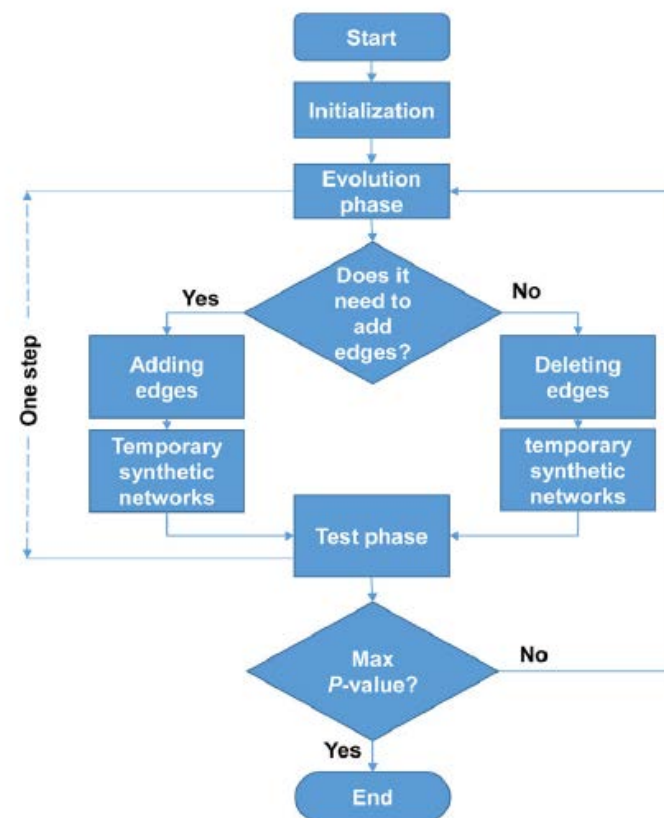 Start
Initialization
Evolution
phase
Does it
need to
add
edges?
Yes
No
Adding
edges
Deleting
edges
One step
Temporary
synthetic
networks
temporary
synthetic
networks
Test phase
Max
P-value?
No
Yes
End